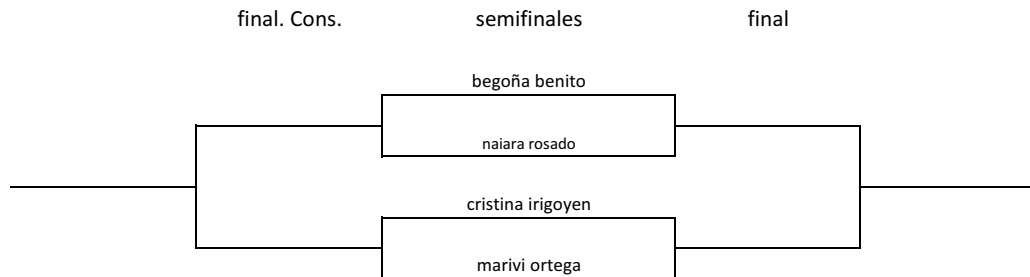 final. Cons. semifinales final
begoña benito
naiara rosado
cristina irigoyen
marivi ortega